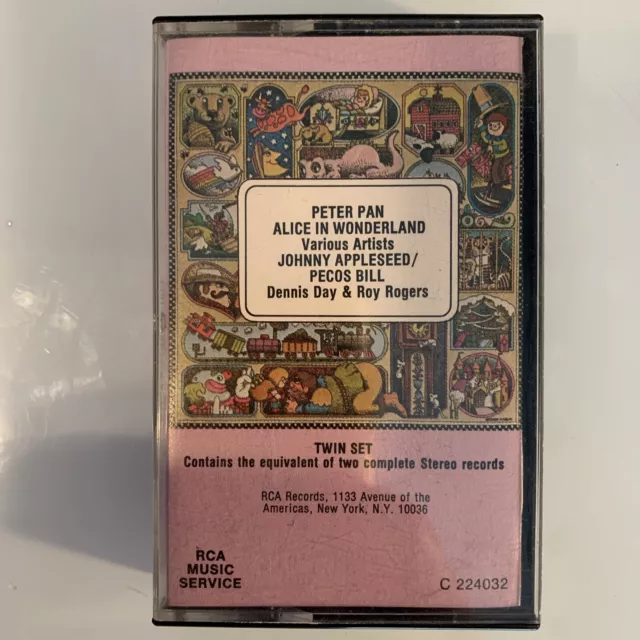 PETER PAN
ALICE IN WONDERLAND
Various Artists
JOHNNY APPLESEED/
PECOS BILL
Dennis Day & Roy Rogers
TWIN SET
Contains the equivalent of two complete Stereo records
RCA Records, 1133 Avenue of the
Americas, New York, N.Y. 10036
RCA
MUSIC
SERVICE
C 224032